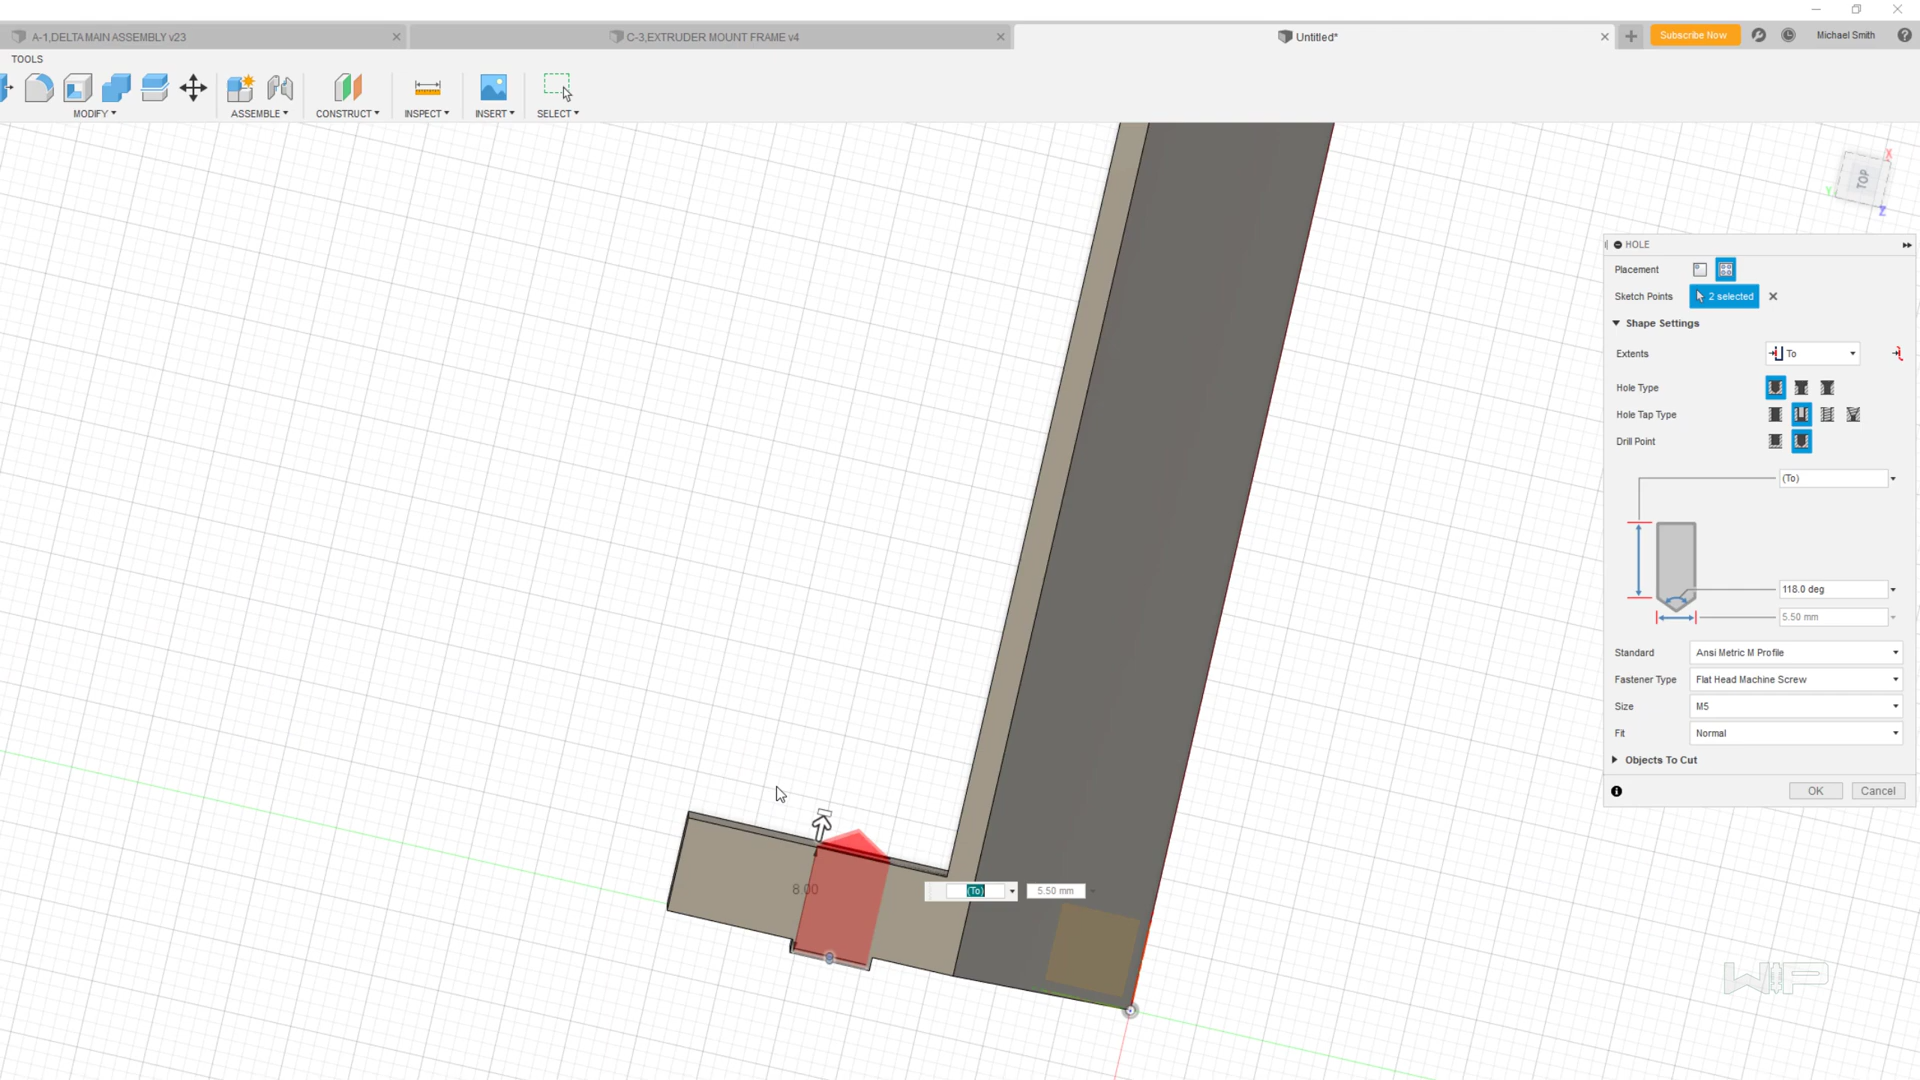 A-1,DELTA MAIN ASSEMBLY v23
C-3,EXTRUDER MOUNT FRAME v4
Untitled*
Subscribe Now
Michael Smith
TOOLS
MODIFY
ASSEMBLE
CONSTRUCT
INSPECT
INSERT
SELECT
X
Y
TOP
Z
HOLE
Placement
Sketch Points
2 selected
Shape Settings
Extents
To
Hole Type
Hole Tap Type
Drill Point
(To)
118.0 deg
5.50 mm
Standard
Ansi Metric M Profile
Fastener Type
Flat Head Machine Screw
Size
M5
Fit
Normal
Objects To Cut
OK
Cancel
8.00
(To)
5.50 mm
W#P